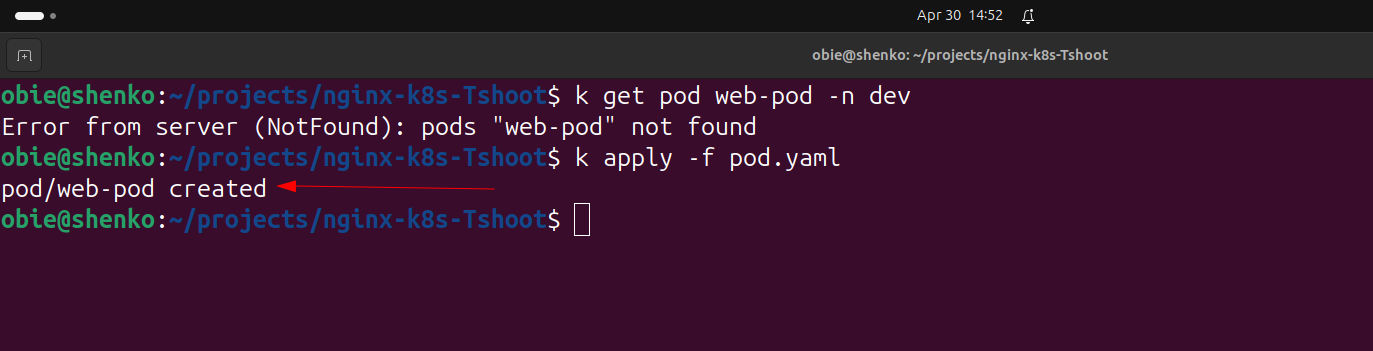 Apr 30 14:52
obie@shenko: ~/projects/nginx-k8s-Tshoot
obie@shenko:~/projects/nginx-k8s-Tshoot$ k get pod web-pod -n dev
Error from server (NotFound): pods "web-pod" not found
obie@shenko:~/projects/nginx-k8s-Tshoot$ k apply -f pod.yaml
pod/web-pod created
obie@shenko:~/projects/nginx-k8s-Tshoot$